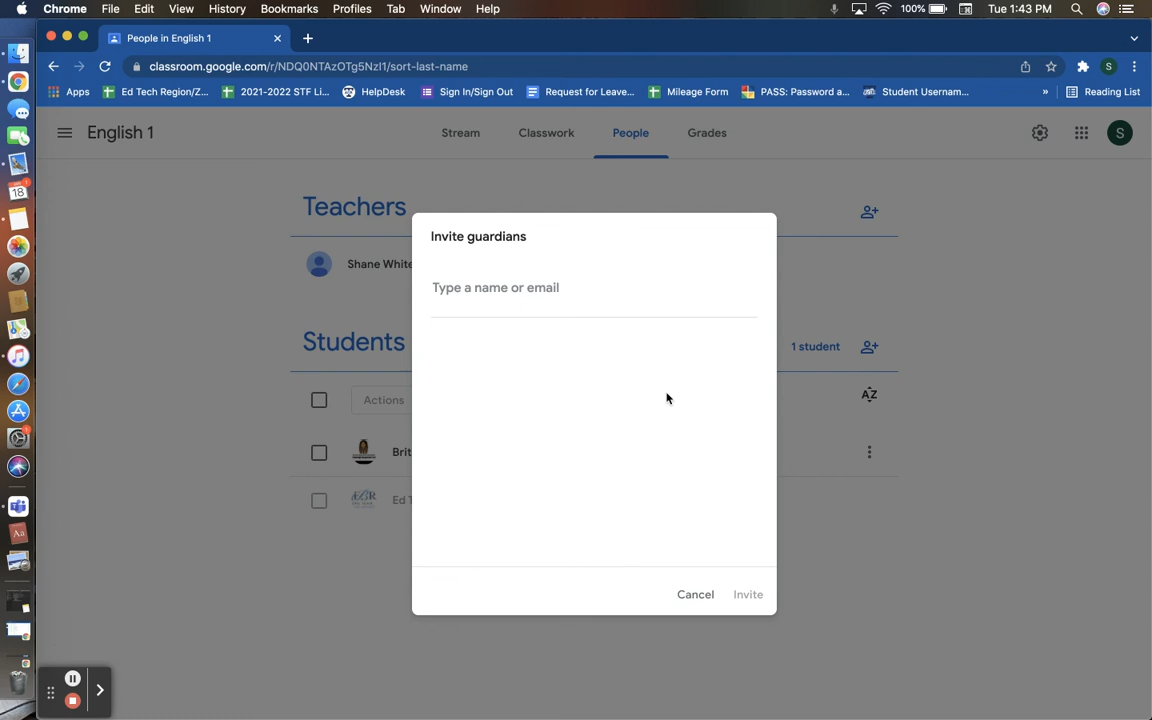 Chrome File Edit View History Bookmarks Profiles Tab Window Help 100% Tue 1:43 PM
People in English 1
classroom.google.com/r/NDQ0NTAzOTg5NzI1/sort-last-name
Apps Ed Tech Region/Z... 2021-2022 STF Li... HelpDesk Sign In/Sign Out Request for Leave... Mileage Form PASS: Password a... Student Usernam... » Reading List
English 1 Stream Classwork People Grades S
Teachers
Shane White
Invite guardians
Type a name or email
Students 1 student
Actions
Brit
Ed T
Cancel Invite